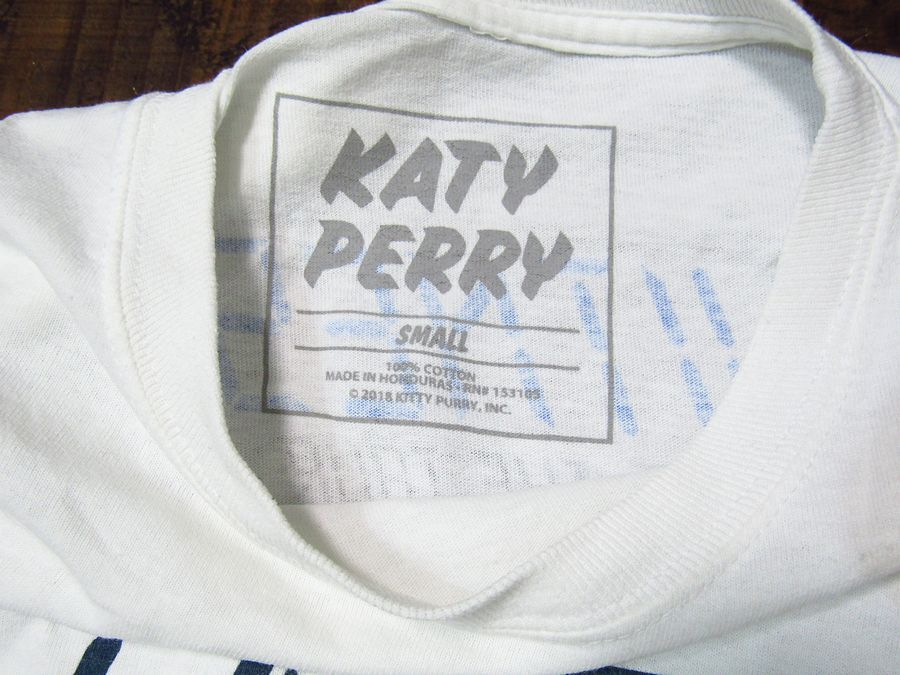 KATY
PERRY
SMALL
100% COTTON
MADE IN HONDURAS • RN# 153105
© 2018 KITTY PURRY, INC.